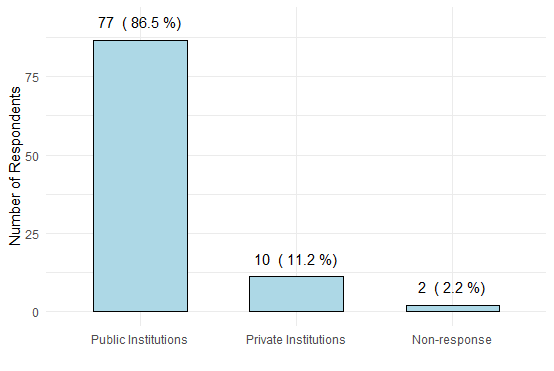 77 ( 86.5 %)
10 ( 11.2 %)
2 ( 2.2 %)
Number of Respondents
75
50
25
0
Public Institutions
Private Institutions
Non-response